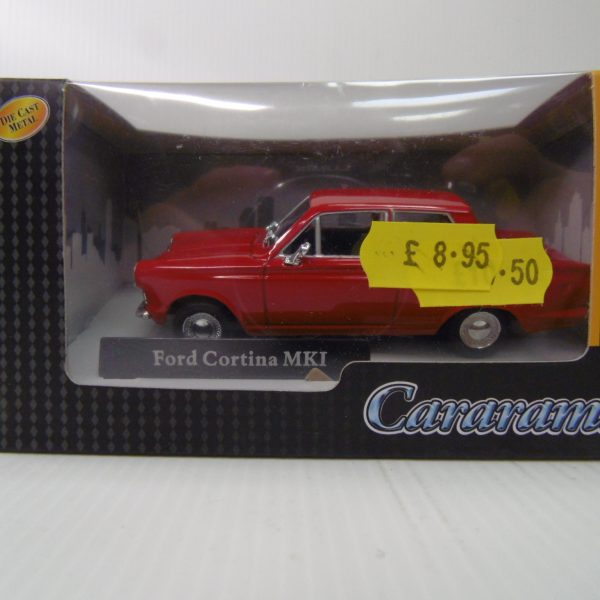 DIE CAST
METAL
£ 8.95
.50
Ford Cortina MKI
Cararam